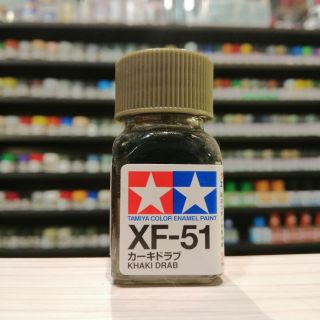 TAMIYA COLOR ENAMEL PAINT
XF-51
カーキドラブ
KHAKI DRAB